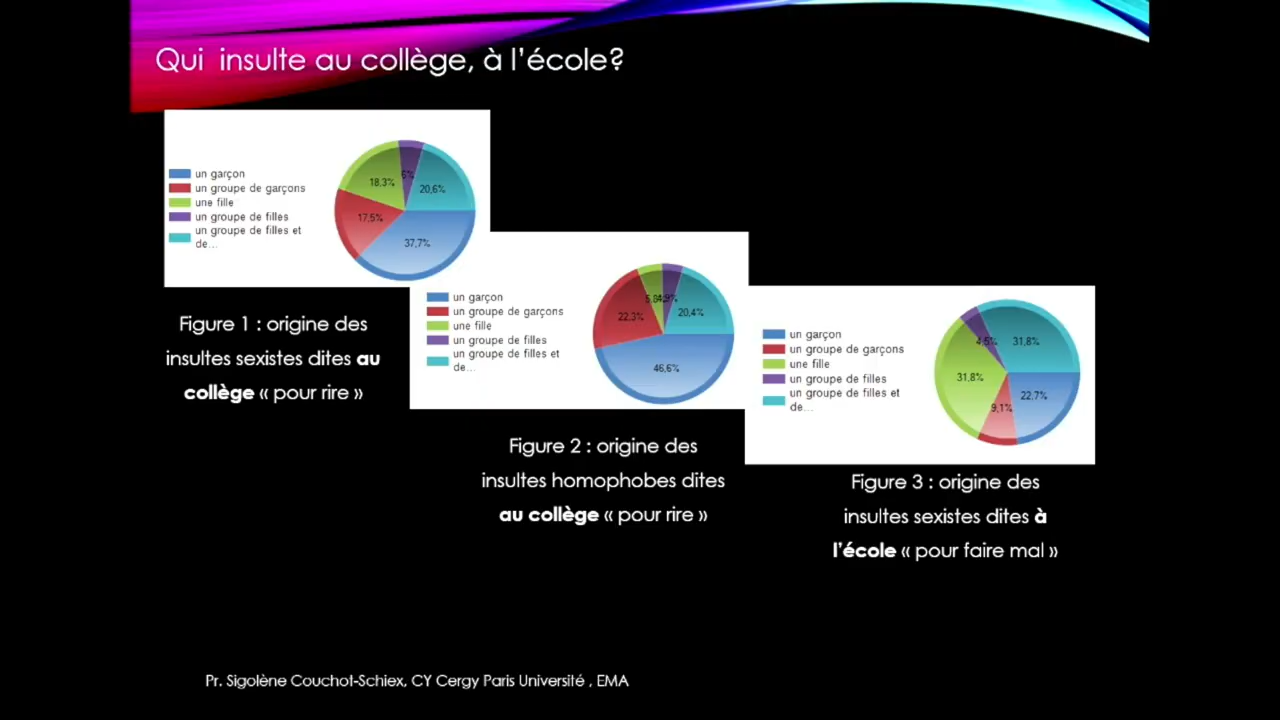 Qui insulte au collège, à l'école?
un garçon
un groupe de garçons
une fille
un groupe de filles
un groupe de filles et
de...
18,3%
6%
20,6%
17,5%
37,7%
Figure 1 : origine des
insultes sexistes dites au
collège « pour rire »
un garçon
un groupe de garçons
une fille
un groupe de filles
un groupe de filles et
de...
22,3%
20,4%
46,6%
Figure 2 : origine des
insultes homophobes dites
au collège « pour rire »
un garçon
un groupe de garçons
une fille
un groupe de filles
un groupe de filles et
de...
4,5%
31,8%
31,8%
9,1%
22,7%
Figure 3 : origine des
insultes sexistes dites à
l'école « pour faire mal »
Pr. Sigolène Couchot-Schiex, CY Cergy Paris Université , EMA